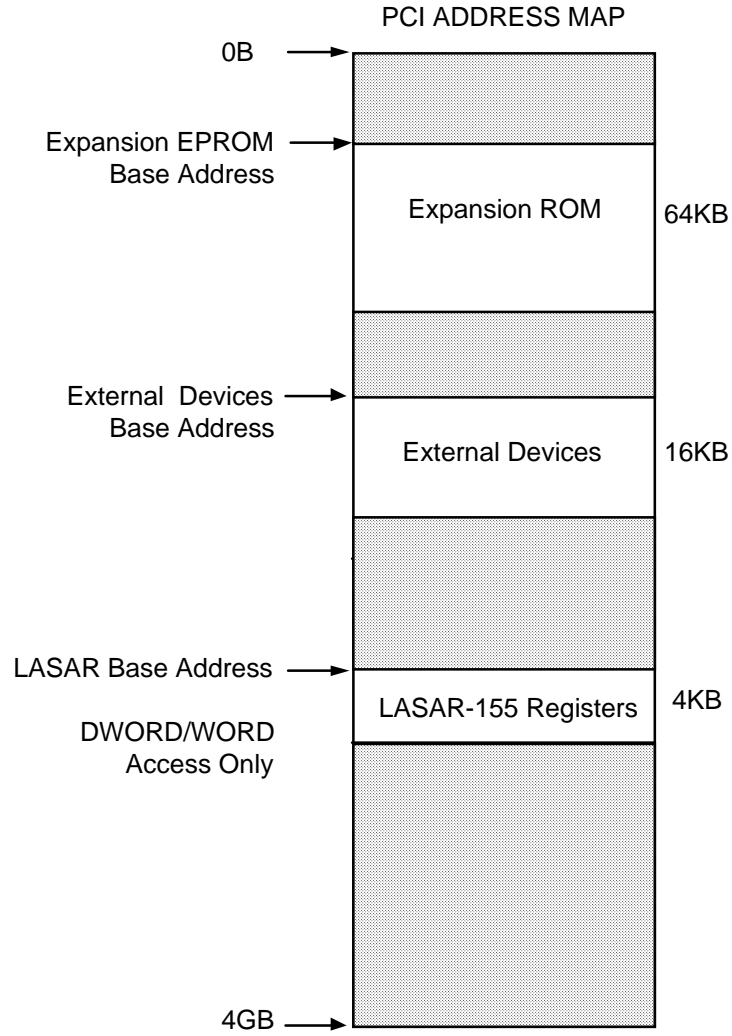 PCI ADDRESS MAP
0B
Expansion EPROM
Base Address
Expansion ROM
64KB
External Devices
Base Address
External Devices
16KB
LASAR Base Address
LASAR-155 Registers
4KB
DWORD/WORD
Access Only
4GB